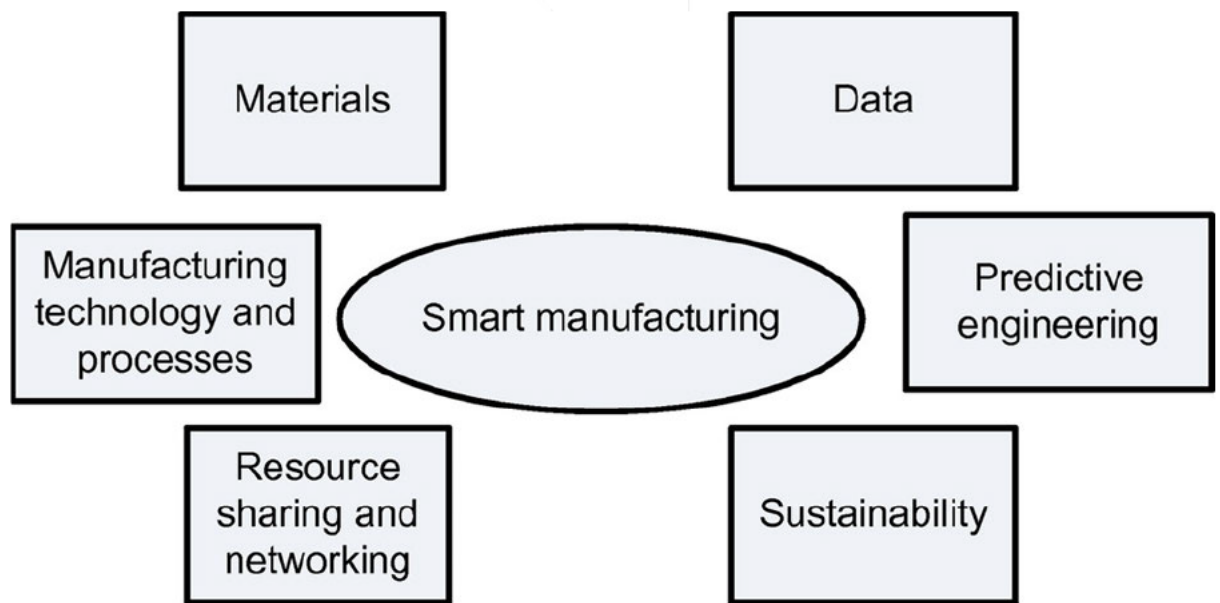 Materials
Data
Manufacturing
technology and
processes
Smart manufacturing
Predictive
engineering
Resource
sharing and
networking
Sustainability